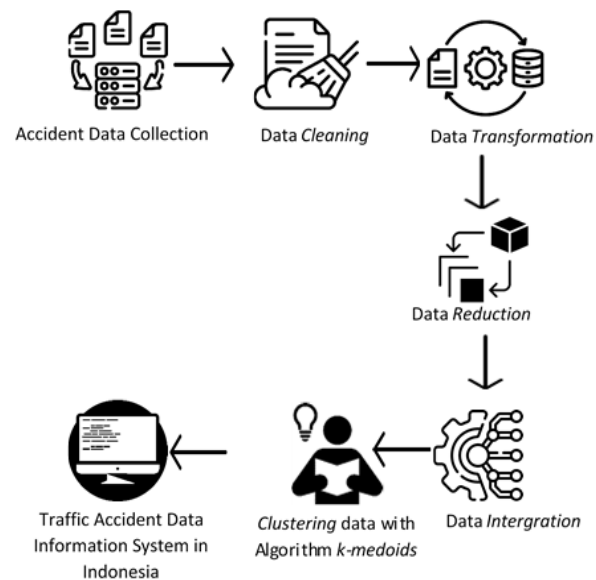 Accident Data Collection
Data Cleaning
Data Transformation
Data Reduction
Data Intergration
Clustering data with
Algorithm k-medoids
Traffic Accident Data
Information System in
Indonesia